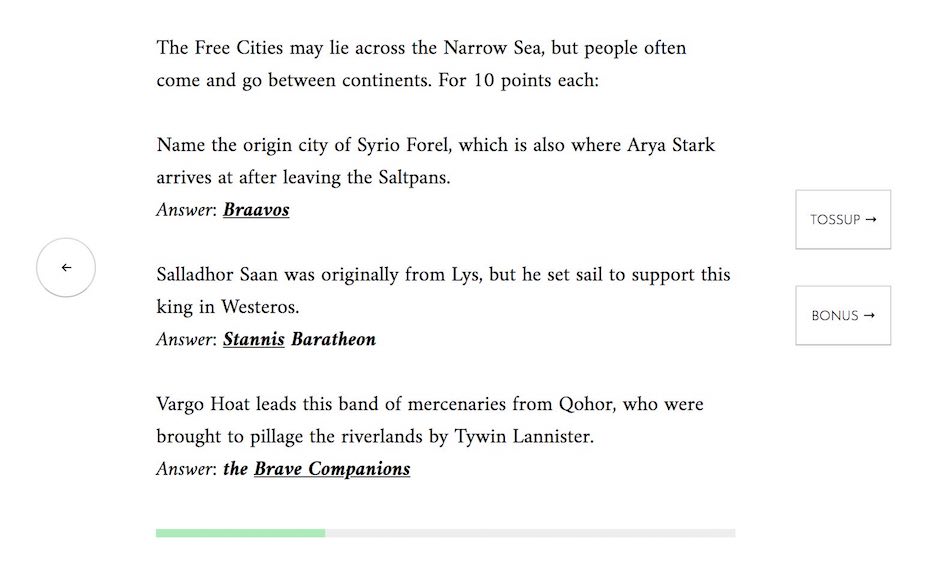 The Free Cities may lie across the Narrow Sea, but people often
come and go between continents. For 10 points each:
Name the origin city of Syrio Forel, which is also where Arya Stark
arrives at after leaving the Saltpans.
Answer: Braavos
TOSSUP →
←
Salladhor Saan was originally from Lys, but he set sail to support this
king in Westeros.
BONUS →
Answer: Stannis Baratheon
Vargo Hoat leads this band of mercenaries from Qohor, who were
brought to pillage the riverlands by Tywin Lannister.
Answer: the Brave Companions